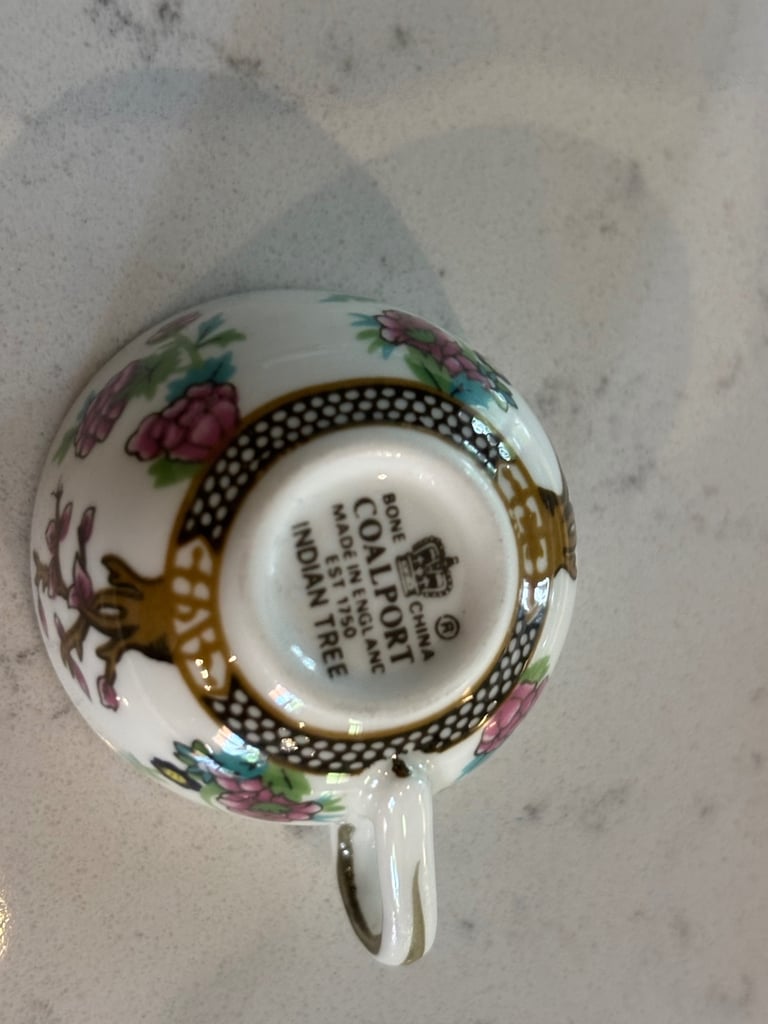 BONE CHINA ®
COALPORT
MADE IN ENGLAND
EST 1750
INDIAN TREE